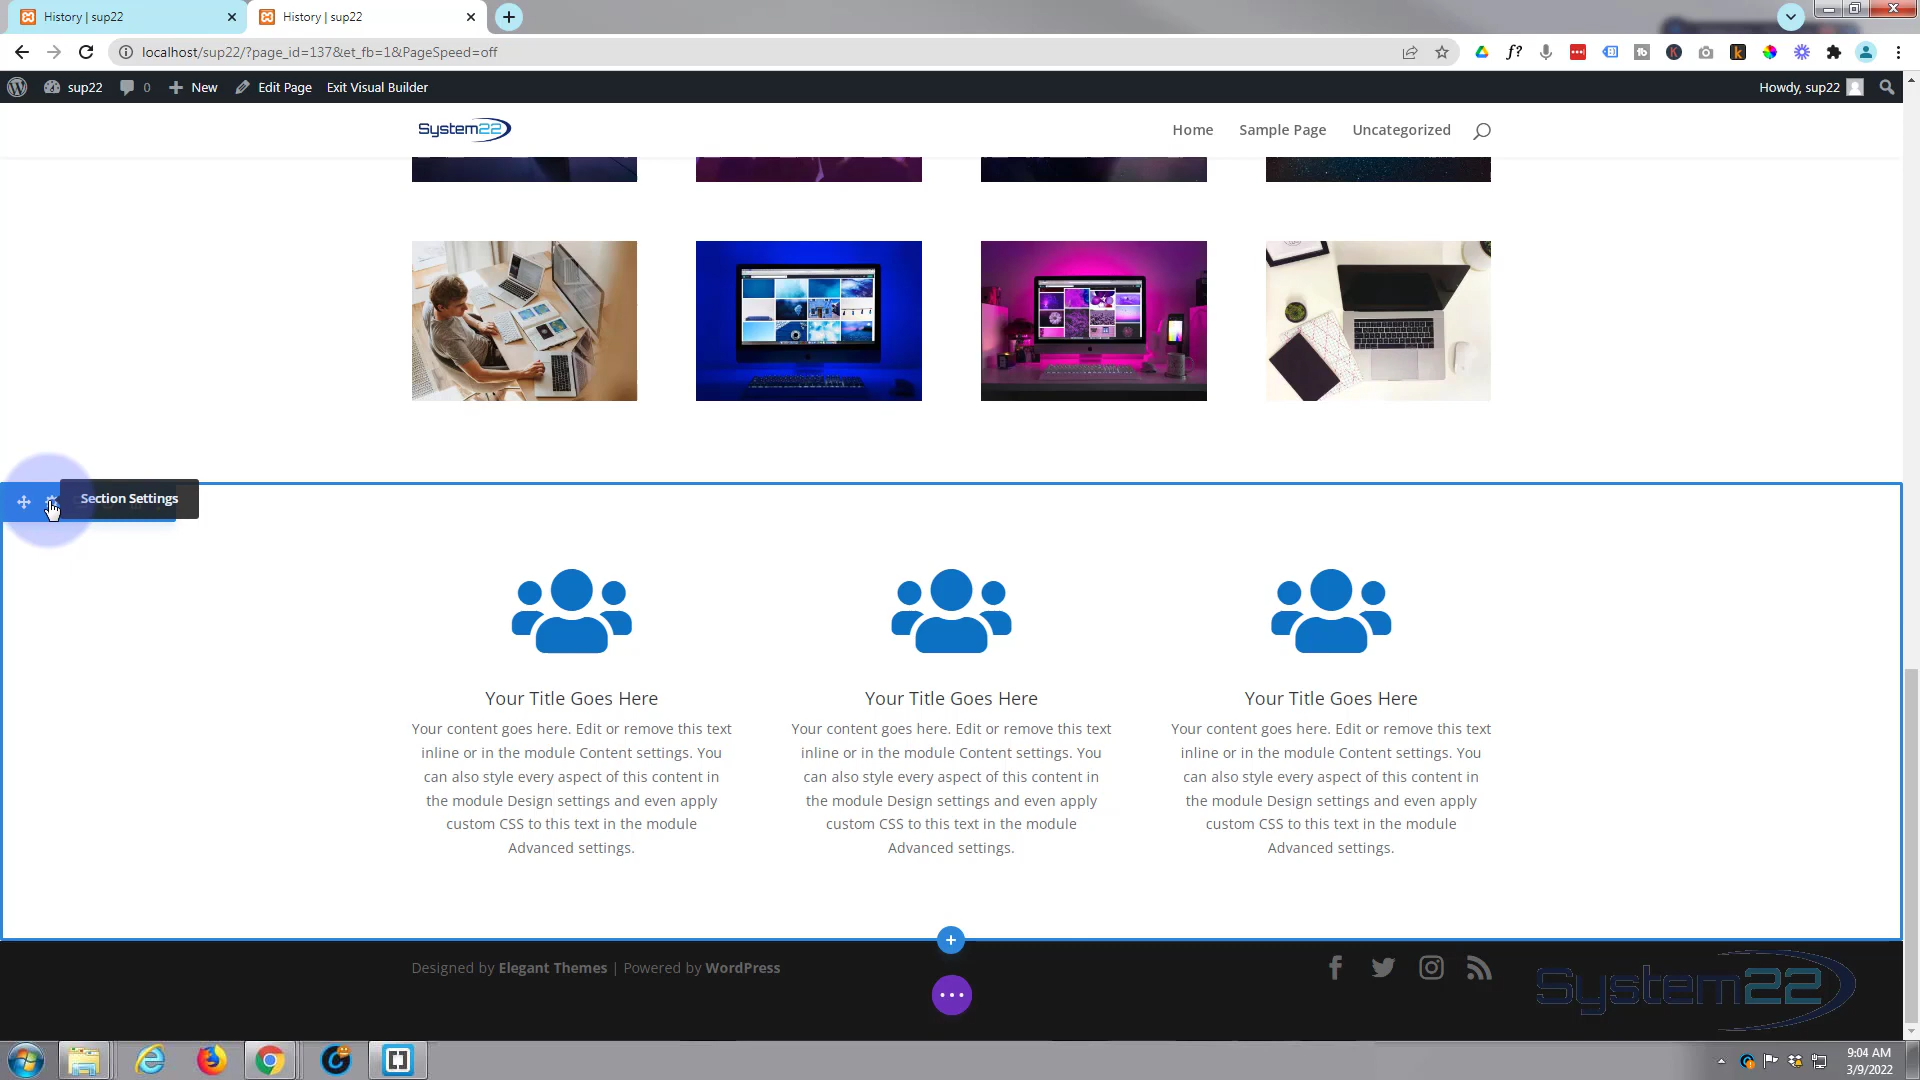 History | sup22
History | sup22
localhost/sup22/?page_id=137&et_fb=1&PageSpeed=off
sup22
0
New
Edit Page
Exit Visual Builder
Howdy, sup22
System22
Home
Sample Page
Uncategorized
Section Settings
Your Title Goes Here
Your content goes here. Edit or remove this text
inline or in the module Content settings. You
can also style every aspect of this content in
the module Design settings and even apply
custom CSS to this text in the module
Advanced settings.
Your Title Goes Here
Your content goes here. Edit or remove this text
inline or in the module Content settings. You
can also style every aspect of this content in
the module Design settings and even apply
custom CSS to this text in the module
Advanced settings.
Your Title Goes Here
Your content goes here. Edit or remove this text
inline or in the module Content settings. You
can also style every aspect of this content in
the module Design settings and even apply
custom CSS to this text in the module
Advanced settings.
Designed by Elegant Themes | Powered by WordPress
System22
9:04 AM
3/9/2022